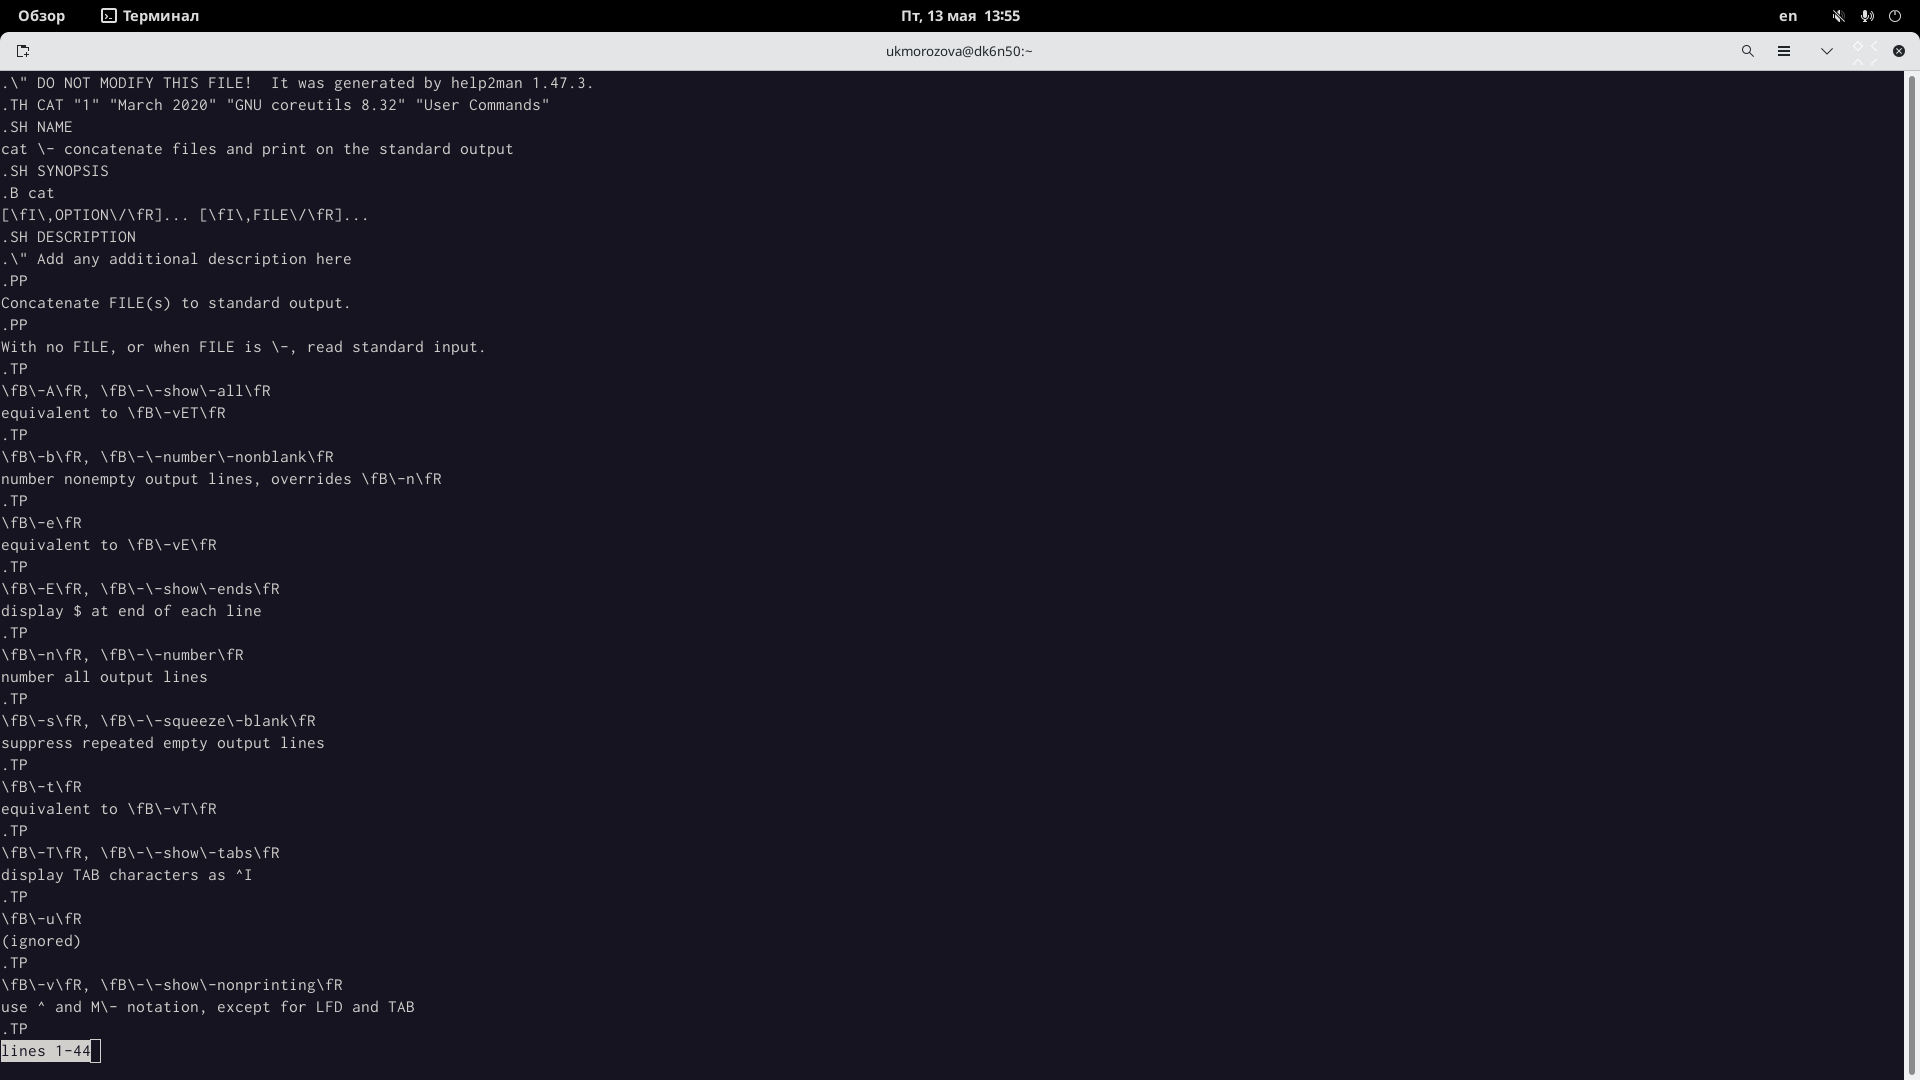 Обзор Терминал Пт, 13 мая 13:55 en
ukmorozova@dk6n50:~
.\" DO NOT MODIFY THIS FILE!  It was generated by help2man 1.47.3.
.TH CAT "1" "March 2020" "GNU coreutils 8.32" "User Commands"
.SH NAME
cat \- concatenate files and print on the standard output
.SH SYNOPSIS
.B cat
[\fI\,OPTION\/\fR]... [\fI\,FILE\/\fR]...
.SH DESCRIPTION
.\" Add any additional description here
.PP
Concatenate FILE(s) to standard output.
.PP
With no FILE, or when FILE is \-, read standard input.
.TP
\fB\-A\fR, \fB\-\-show\-all\fR
equivalent to \fB\-vET\fR
.TP
\fB\-b\fR, \fB\-\-number\-nonblank\fR
number nonempty output lines, overrides \fB\-n\fR
.TP
\fB\-e\fR
equivalent to \fB\-vE\fR
.TP
\fB\-E\fR, \fB\-\-show\-ends\fR
display $ at end of each line
.TP
\fB\-n\fR, \fB\-\-number\fR
number all output lines
.TP
\fB\-s\fR, \fB\-\-squeeze\-blank\fR
suppress repeated empty output lines
.TP
\fB\-t\fR
equivalent to \fB\-vT\fR
.TP
\fB\-T\fR, \fB\-\-show\-tabs\fR
display TAB characters as ^I
.TP
\fB\-u\fR
(ignored)
.TP
\fB\-v\fR, \fB\-\-show\-nonprinting\fR
use ^ and M\- notation, except for LFD and TAB
.TP
lines 1-44